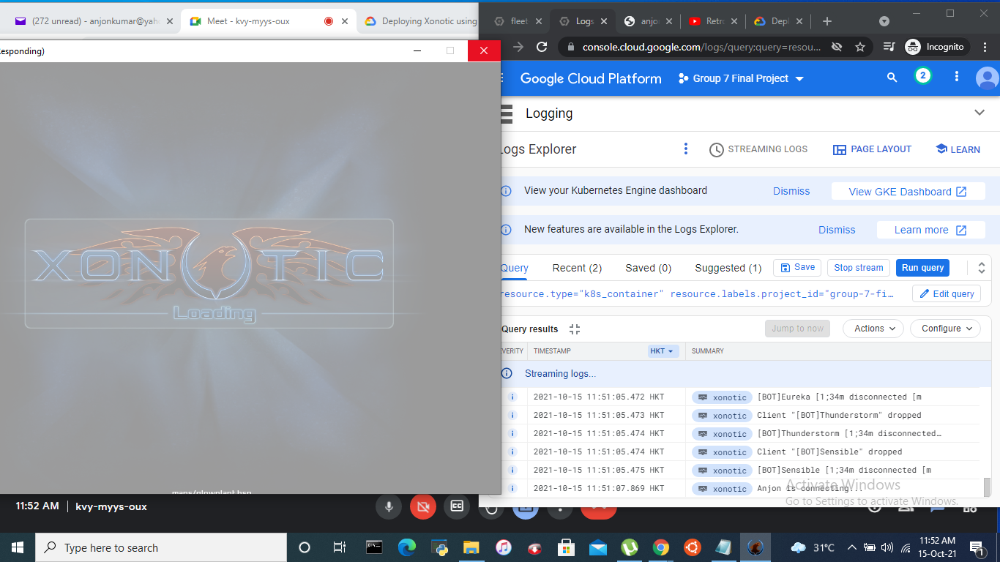 (272 unread) - anjonkumar@yah
Meet - kvy-myys-oux
Deploying Xonotic using
fleet
Logs
anjo
Retro
Depl
esponding)
console.cloud.google.com/logs/query;query=resou...
Incognito
Google Cloud Platform
Group 7 Final Project
2
Logging
Logs Explorer
STREAMING LOGS
PAGE LAYOUT
LEARN
View your Kubernetes Engine dashboard
Dismiss
View GKE Dashboard
New features are available in the Logs Explorer.
Dismiss
Learn more
Query
Recent (2)
Saved (0)
Suggested (1)
Save
Stop stream
Run query
resource.type="k8s_container" resource.labels.project_id="group-7-fi...
Edit query
Query results
Jump to now
Actions
Configure
VERITY
TIMESTAMP
HKT
SUMMARY
Streaming logs...
2021-10-15 11:51:05.472 HKT xonotic [BOT]Eureka [1;34m disconnected [m
2021-10-15 11:51:05.473 HKT xonotic Client "[BOT]Thunderstorm" dropped
2021-10-15 11:51:05.474 HKT xonotic [BOT]Thunderstorm [1;34m disconnected…
2021-10-15 11:51:05.474 HKT xonotic Client "[BOT]Sensible" dropped
2021-10-15 11:51:05.475 HKT xonotic [BOT]Sensible [1;34m disconnected [m
2021-10-15 11:51:07.869 HKT xonotic Anjon is connecting...
XONOTIC
Loading
maps/glowplant.bsp
Activate Windows
Go to Settings to activate Windows.
11:52 AM | kvy-myys-oux
CC
Type here to search
31°C
11:52 AM
15-Oct-21
1